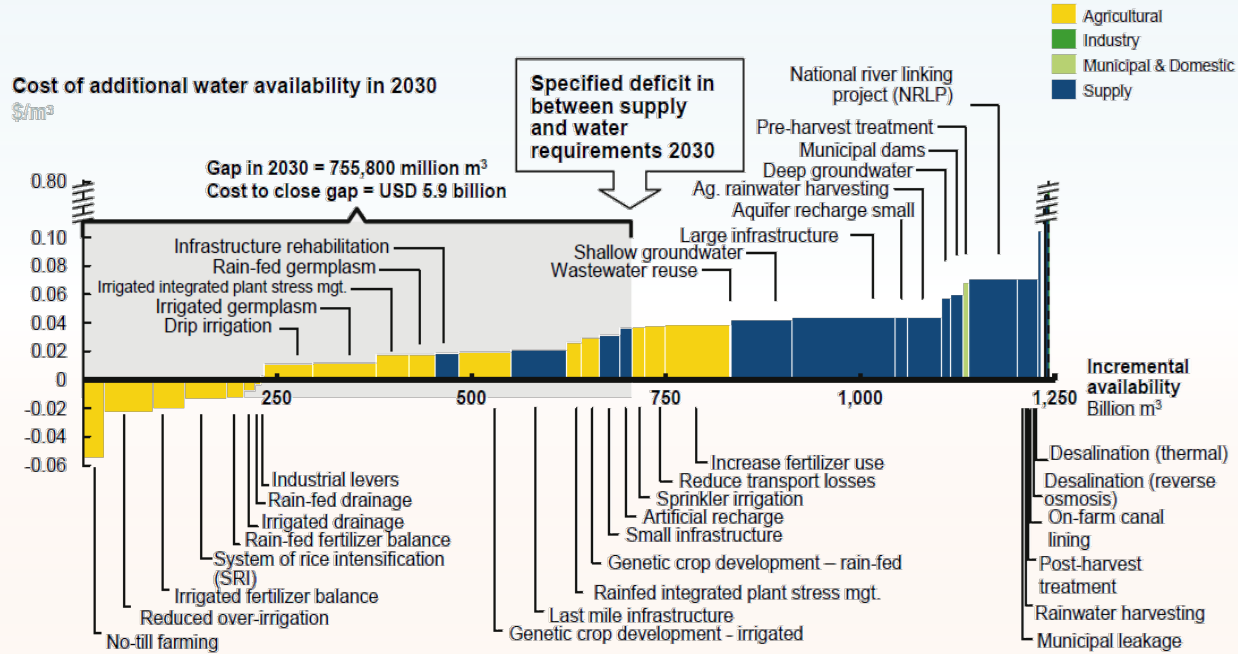 Agricultural
Industry
Municipal & Domestic
Supply
Cost of additional water availability in 2030
$/m³
Specified deficit in
between supply
and water
requirements 2030
National river linking
project (NRLP)
Pre-harvest treatment
Municipal dams
Deep groundwater
Ag. rainwater harvesting
Aquifer recharge small
Large infrastructure
Shallow groundwater
Wastewater reuse
Gap in 2030 = 755,800 million m³
Cost to close gap = USD 5.9 billion
Infrastructure rehabilitation
Rain-fed germplasm
Irrigated integrated plant stress mgt.
Irrigated germplasm
Drip irrigation
0.80
0.10
0.08
0.06
0.04
0.02
0
-0.02
-0.04
-0.06
250
500
750
1,000
1,250
Incremental
availability
Billion m³
Industrial levers
Rain-fed drainage
Irrigated drainage
Rain-fed fertilizer balance
System of rice intensification
(SRI)
Irrigated fertilizer balance
Reduced over-irrigation
No-till farming
Increase fertilizer use
Reduce transport losses
Sprinkler irrigation
Artificial recharge
Small infrastructure
Genetic crop development – rain-fed
Rainfed integrated plant stress mgt.
Last mile infrastructure
Genetic crop development - irrigated
Desalination (thermal)
Desalination (reverse
osmosis)
On-farm canal
lining
Post-harvest
treatment
Rainwater harvesting
Municipal leakage